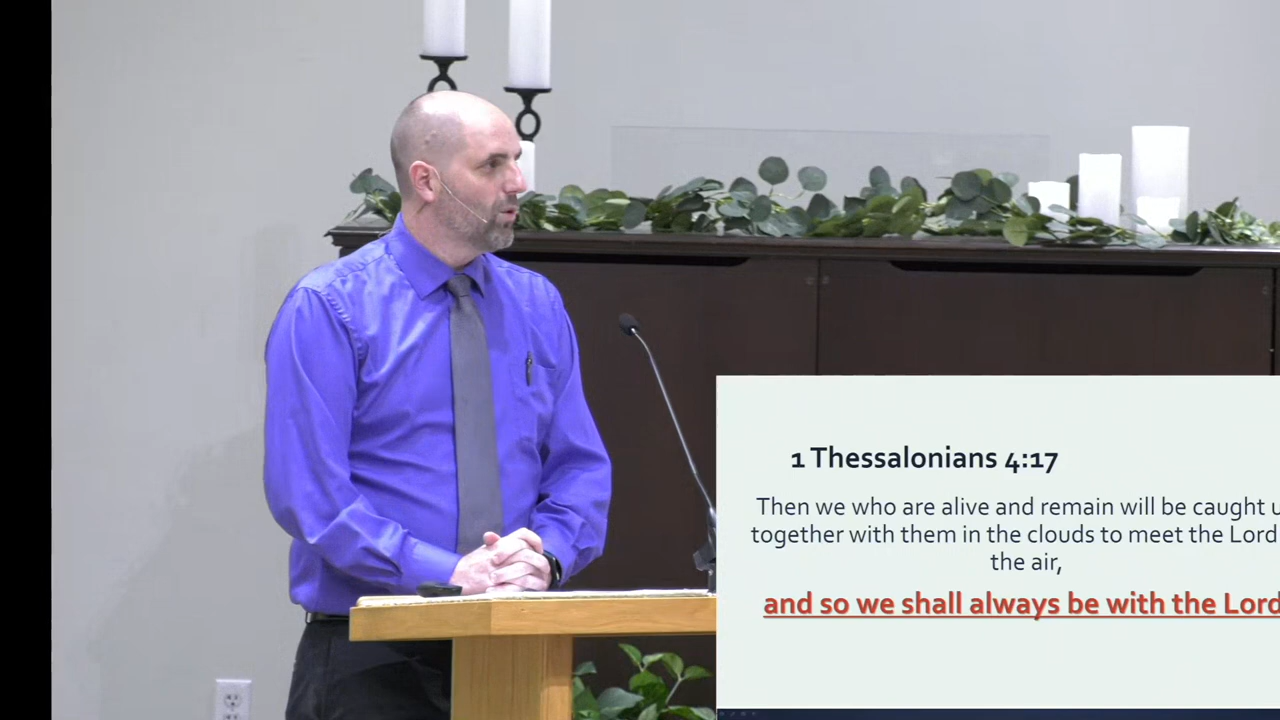 1 Thessalonians 4:17
Then we who are alive and remain will be caught
together with them in the clouds to meet the Lord
the air,
and so we shall always be with the Lord